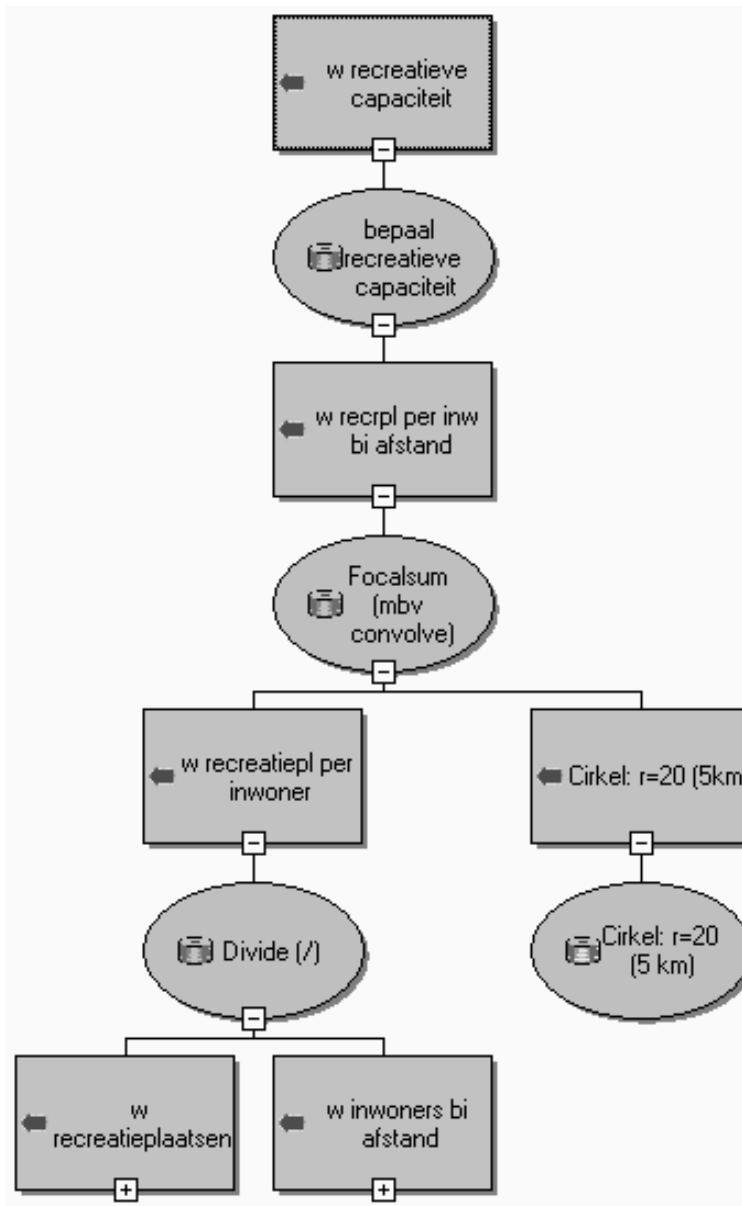 w recreatieve
capaciteit
bepaal
recreatieve
capaciteit
w recrpl per inw
bi afstand
Focalsum
(mbv
convolve)
w recreatiepl per
inwoner
Cirkel: r=20 (5km
Divide (/)
Cirkel: r=20
(5 km)
w
recreatieplaatsen
w inwoners bi
afstand